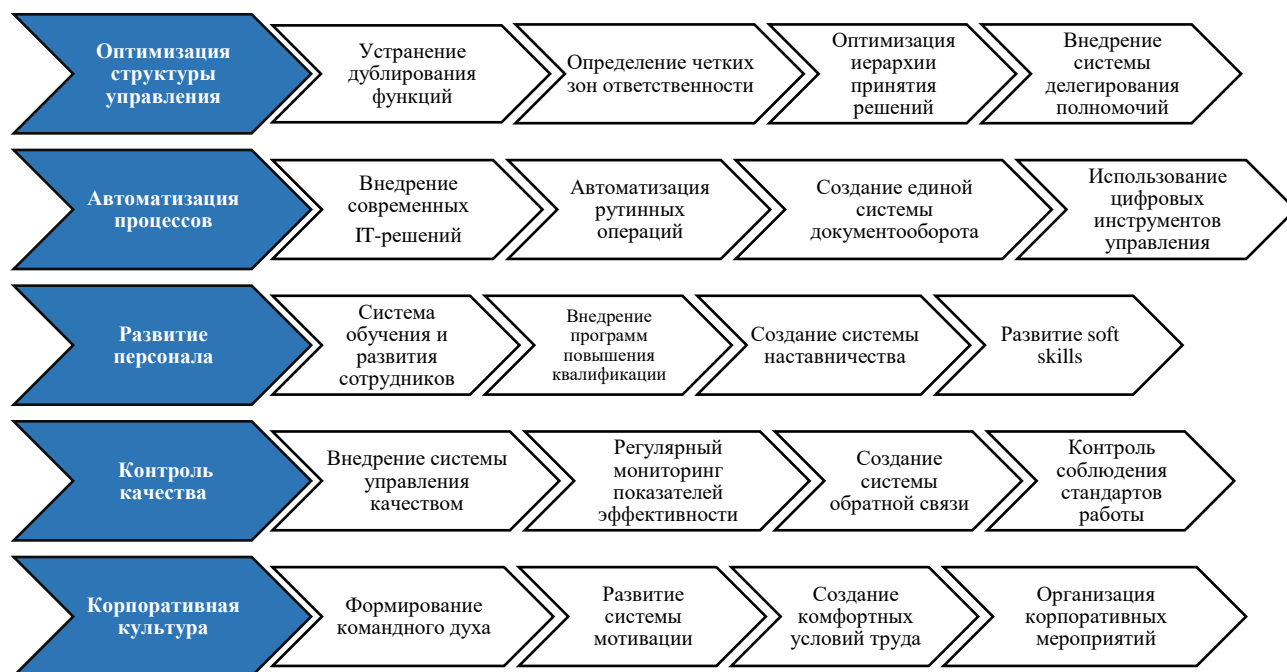 Оптимизация
структуры
управления
Устранение
дублирования
функций
Определение четких
зон ответственности
Оптимизация
иерархии
принятия
решений
Внедрение
системы
делегирования
полномочий
Автоматизация
процессов
Внедрение
современных
IT-решений
Автоматизация
рутинных
операций
Создание единой
системы
документооборота
Использование
цифровых
инструментов
управления
Развитие
персонала
Система
обучения и
развития
сотрудников
Внедрение
программ
повышения
квалификации
Создание системы
наставничества
Развитие soft
skills
Контроль
качества
Внедрение системы
управления
качеством
Регулярный
мониторинг
показателей
эффективности
Создание
системы
обратной связи
Контроль
соблюдения
стандартов
работы
Корпоративная
культура
Формирование
командного духа
Развитие
системы
мотивации
Создание
комфортных
условий труда
Организация
корпоративных
мероприятий